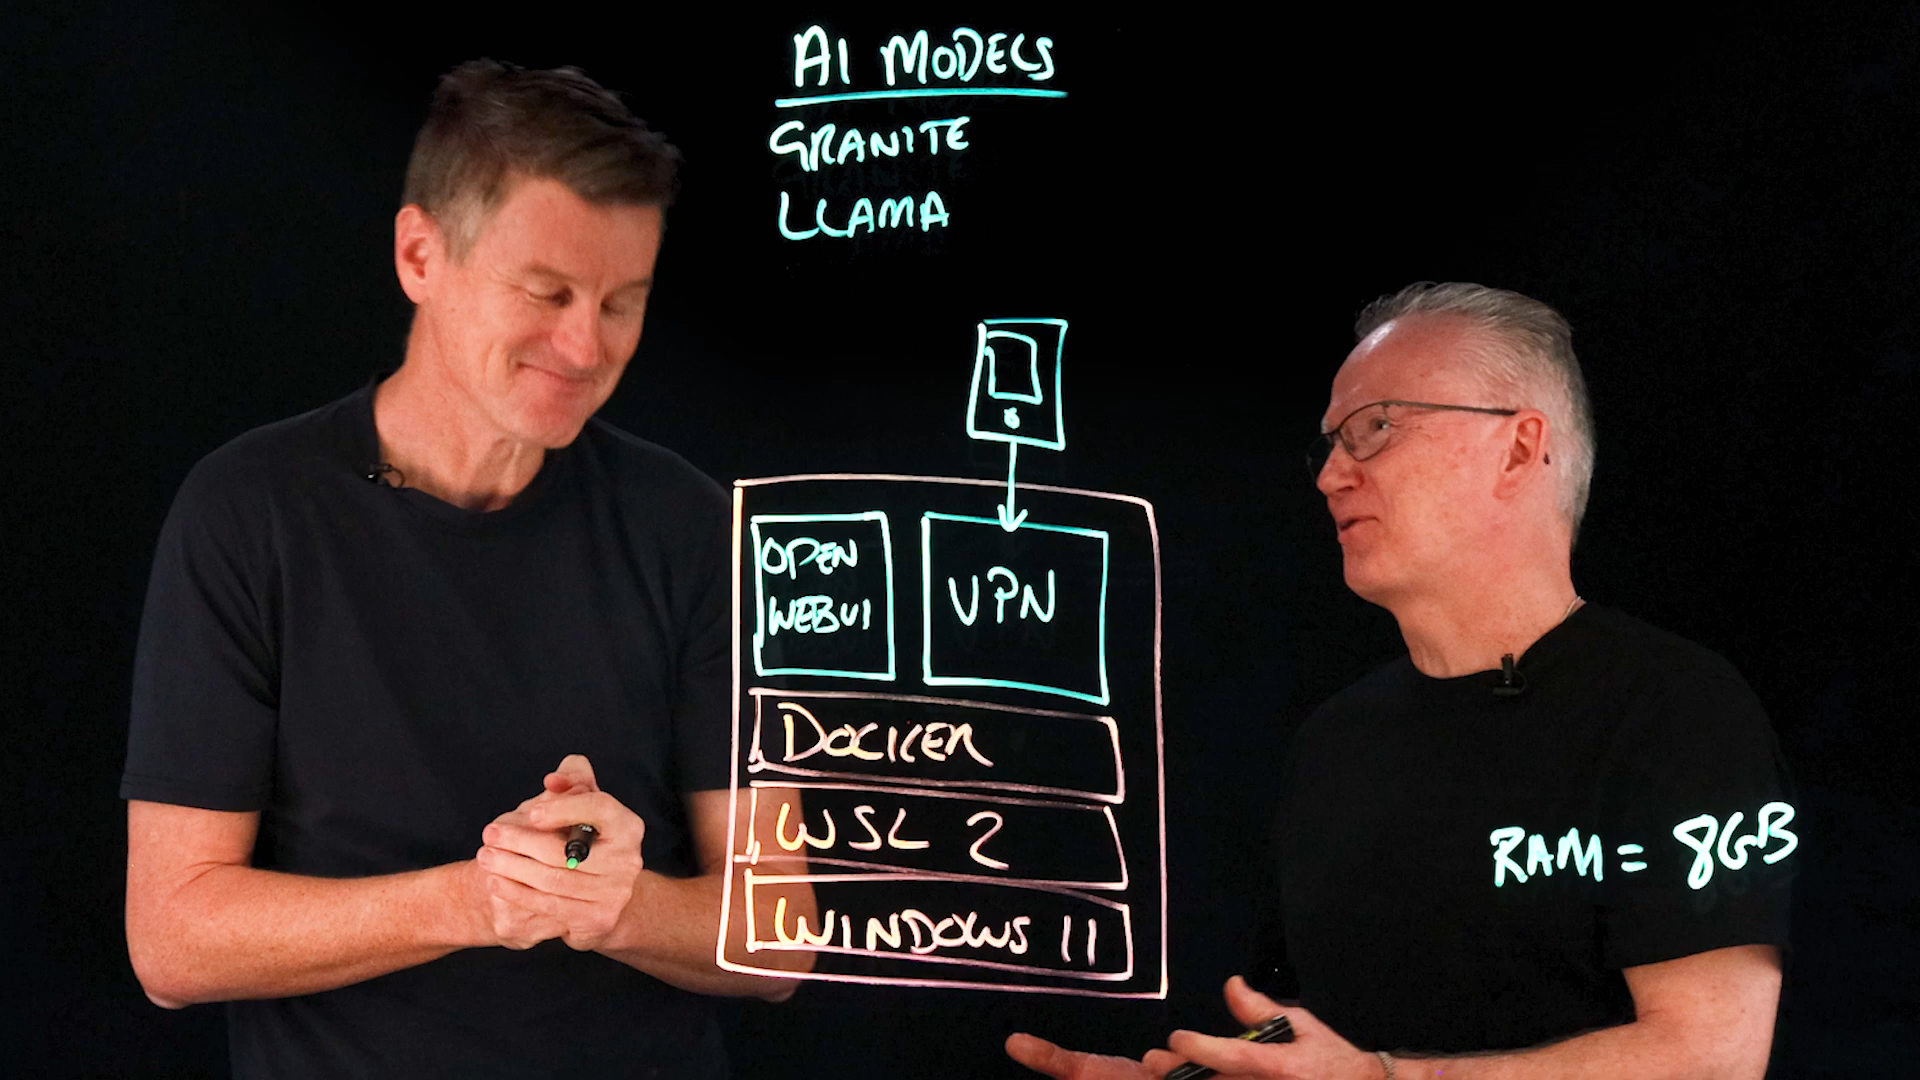 AI MODELS
GRANITE
LLAMA
OPEN
WEBUI
VPN
DOCKER
WSL 2
WINDOWS 11
RAM = 8GB